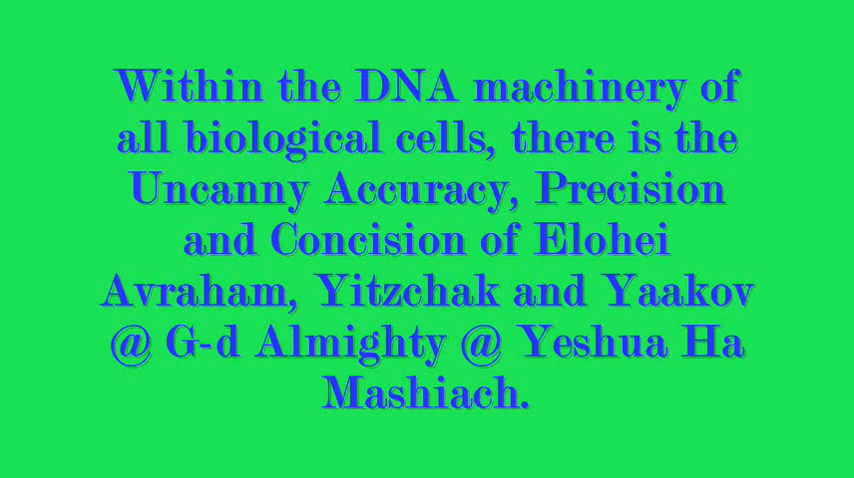 Within the DNA machinery of
all biological cells, there is the
Uncanny Accuracy, Precision
and Concision of Elohei
Avraham, Yitzchak and Yaakov
@ G-d Almighty @ Yeshua Ha
Mashiach.